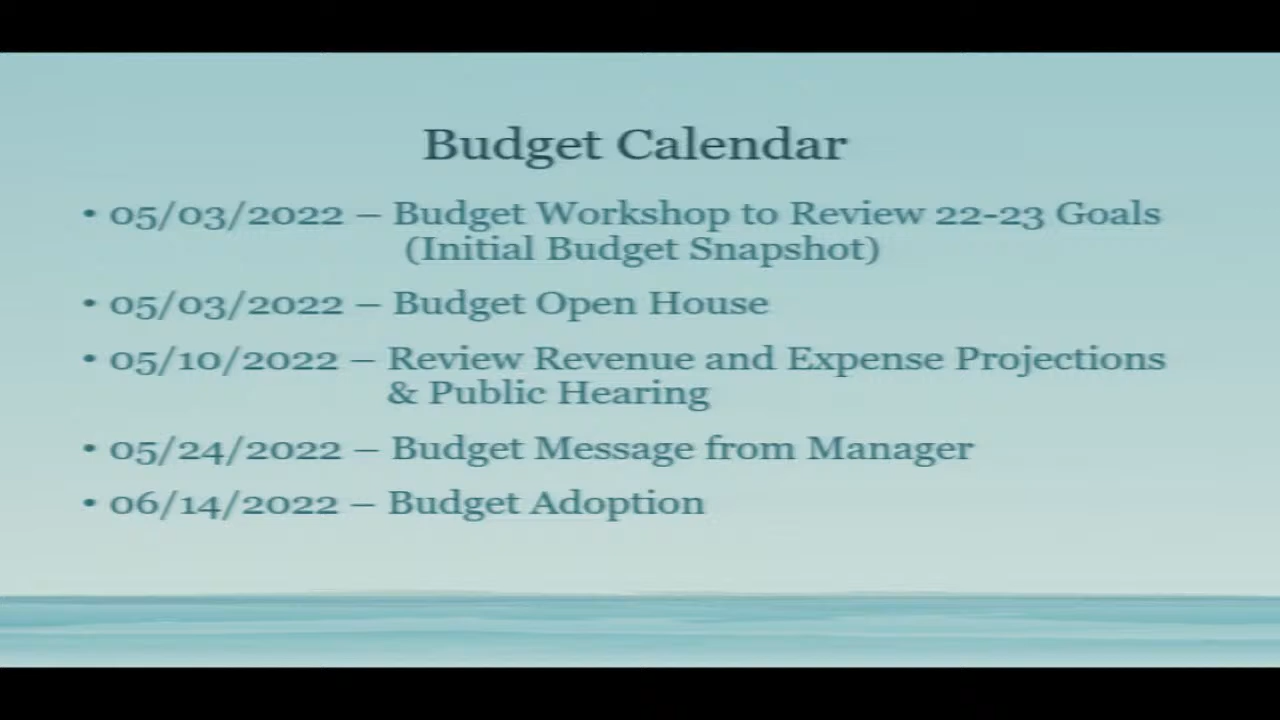 Budget Calendar
• 05/03/2022 – Budget Workshop to Review 22-23 Goals
(Initial Budget Snapshot)
• 05/03/2022 – Budget Open House
• 05/10/2022 – Review Revenue and Expense Projections
& Public Hearing
• 05/24/2022 – Budget Message from Manager
• 06/14/2022 – Budget Adoption